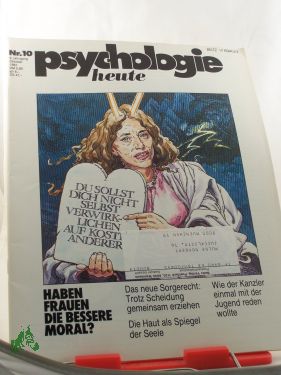 Nr.10
psychologie
heute
DU SOLLST
DICH NICHT
SELBST
VERWIRK-
LICHEN
AUF KOSTEN
ANDERER
HABEN
FRAUEN
DIE BESSERE
MORAL?
Das neue Sorgerecht:
Trotz Scheidung
gemeinsam erziehen
Die Haut als Spiegel
der Seele
Wie der Kanzler
einmal mit der
Jugend reden
wollte